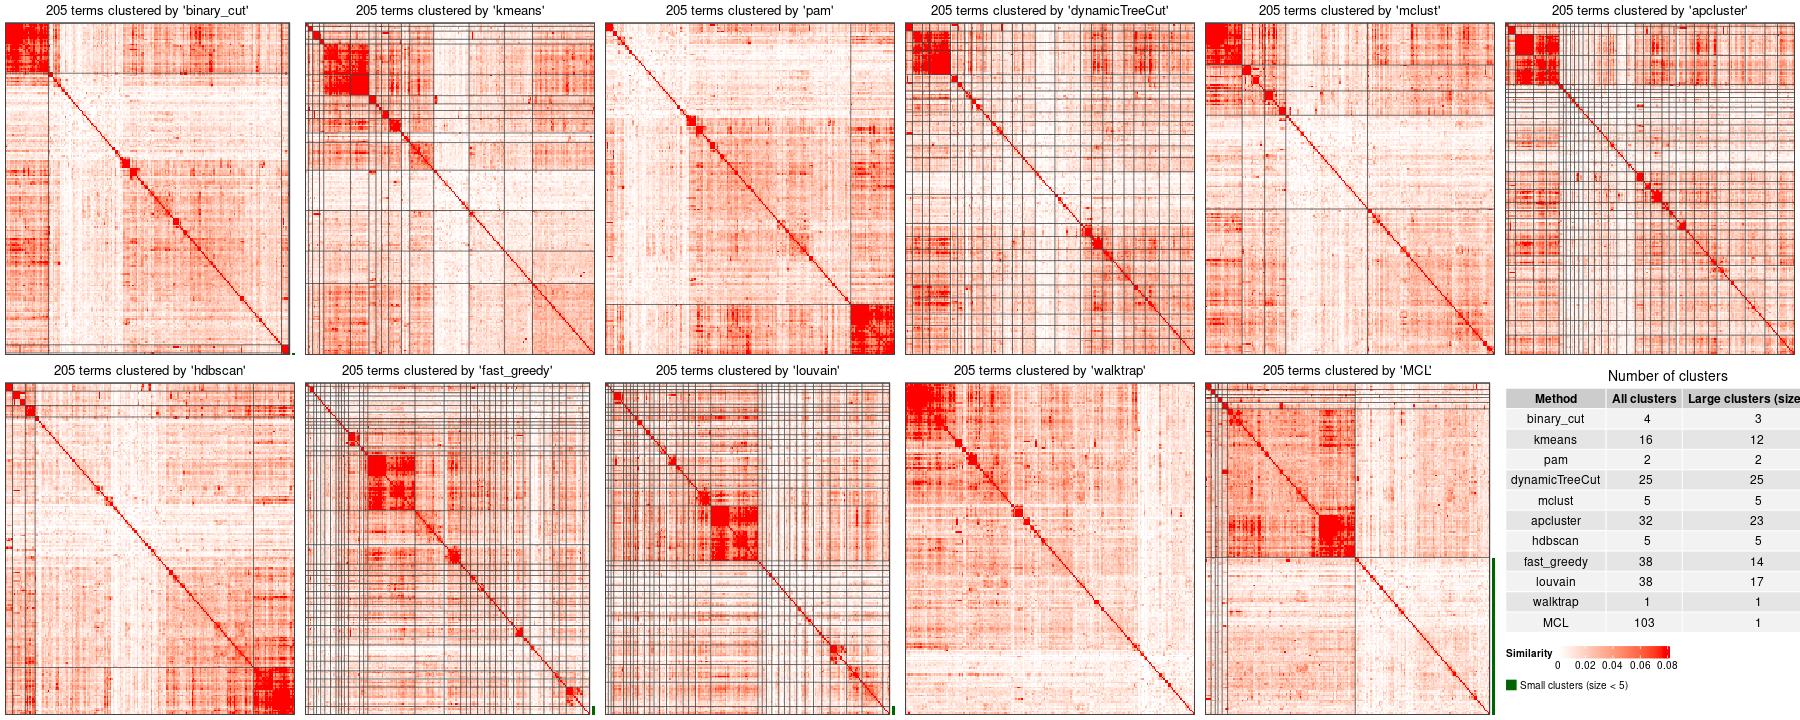 205 terms clustered by 'binary_cut'
205 terms clustered by 'kmeans'
205 terms clustered by 'pam'
205 terms clustered by 'dynamicTreeCut'
205 terms clustered by 'mclust'
205 terms clustered by 'apcluster'
205 terms clustered by 'hdbscan'
205 terms clustered by 'fast_greedy'
205 terms clustered by 'louvain'
205 terms clustered by 'walktrap'
205 terms clustered by 'MCL'
Number of clusters
Method All clusters Large clusters (size
binary_cut 4 3
kmeans 16 12
pam 2 2
dynamicTreeCut 25 25
mclust 5 5
apcluster 32 23
hdbscan 5 5
fast_greedy 38 14
louvain 38 17
walktrap 1 1
MCL 103 1
Similarity
0 0.02 0.04 0.06 0.08
Small clusters (size < 5)